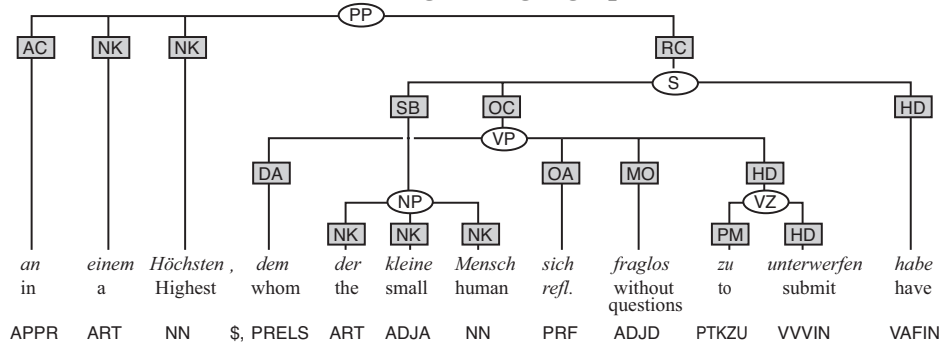 PP
AC NK NK RC
S
SB OC HD
VP
DA OA MO HD
NP VZ
NK NK NK PM HD
an einem Höchsten , dem der kleine Mensch sich fraglos zu unterwerfen habe
in a Highest whom the small human refl. without to submit have
questions
APPR ART NN $, PRELS ART ADJA NN PRF ADJD PTKZU VVVIN VAFIN